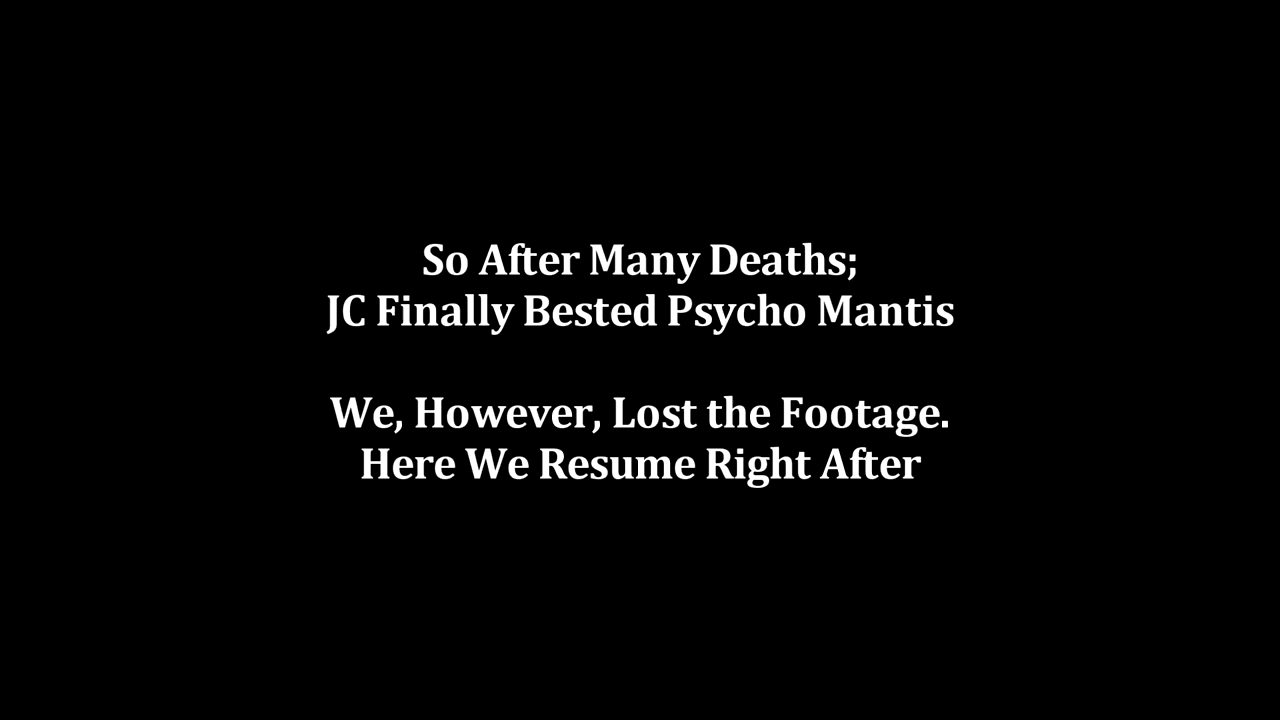 So After Many Deaths;
JC Finally Bested Psycho Mantis
We, However, Lost the Footage.
Here We Resume Right After